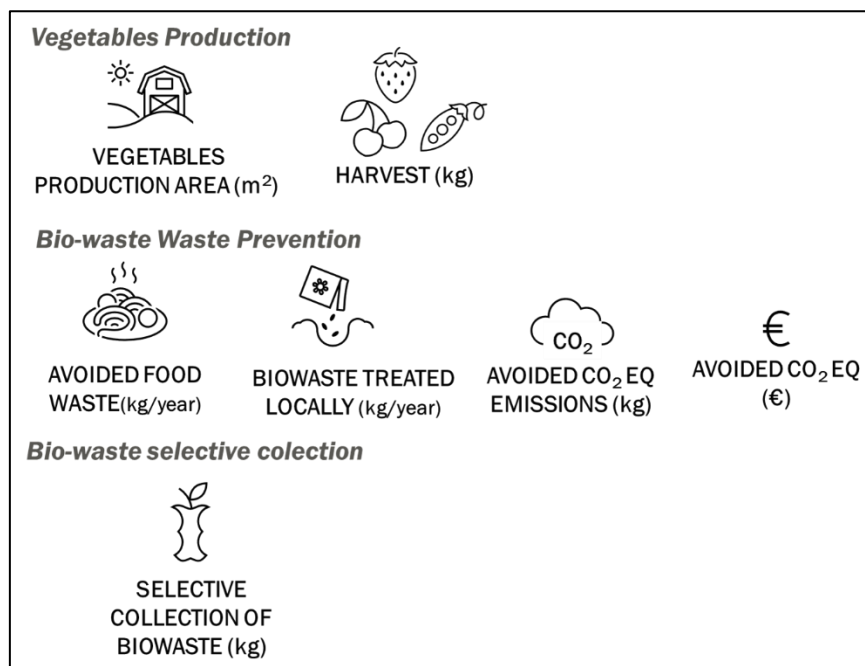 Vegetables Production
VEGETABLES
PRODUCTION AREA (m²)
HARVEST (kg)
Bio-waste Waste Prevention
AVOIDED FOOD
WASTE(kg/year)
BIOWASTE TREATED
LOCALLY (kg/year)
CO₂
AVOIDED CO₂ EQ
EMISSIONS (kg)
€
AVOIDED CO₂ EQ
(€)
Bio-waste selective colection
SELECTIVE
COLLECTION OF
BIOWASTE (kg)